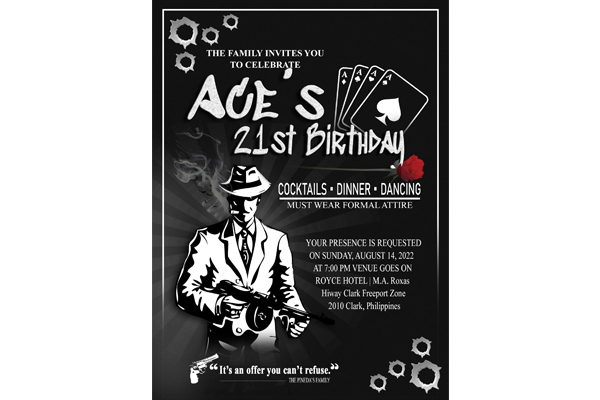 THE FAMILY INVITES YOU
TO CELEBRATE
ACE'S
21st Birthday
A A A A
COCKTAILS ▪ DINNER ▪ DANCING
MUST WEAR FORMAL ATTIRE
YOUR PRESENCE IS REQUESTED
ON SUNDAY, AUGUST 14, 2022
AT 7:00 PM VENUE GOES ON
ROYCE HOTEL | M.A. Roxas
Hiway Clark Freeport Zone
2010 Clark, Philippines
“It's an offer you can't refuse.”
THE PINEDA'S FAMILY